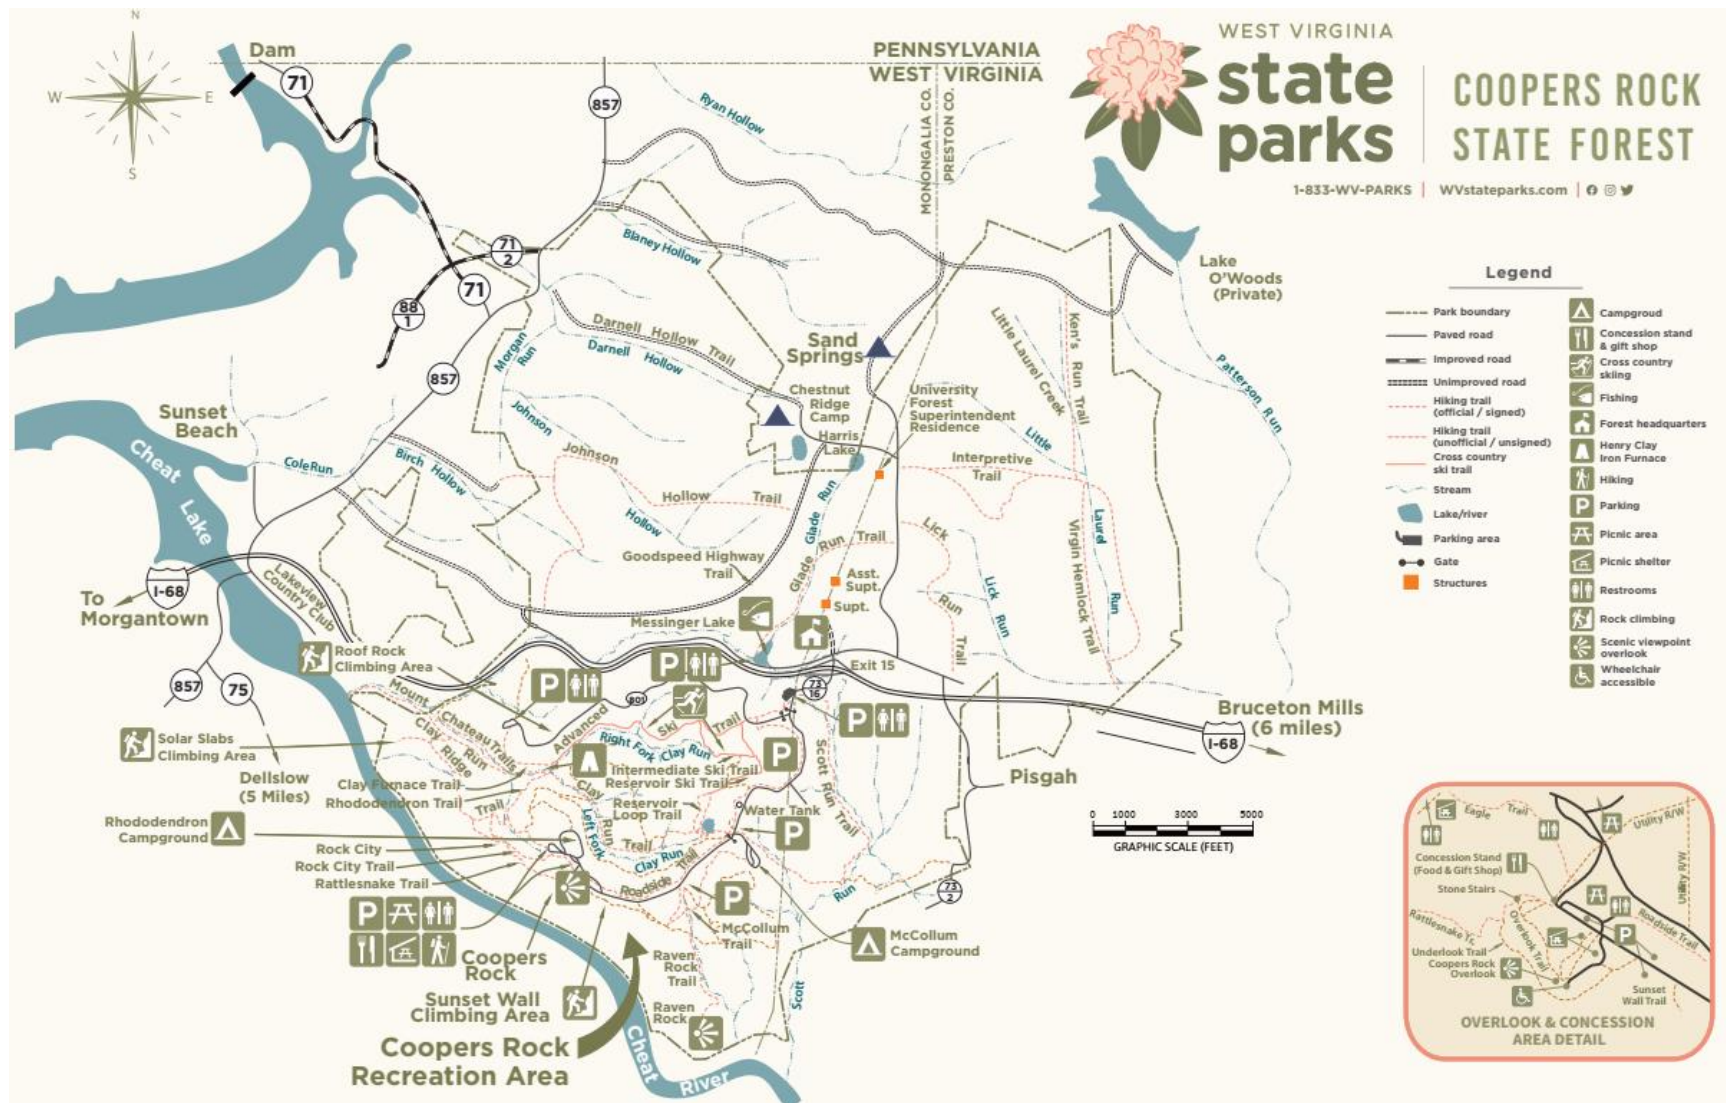 N
W
E
S
Dam
71
857
PENNSYLVANIA
WEST VIRGINIA
MONONGALIA CO.
PRESTON CO.
Ryan Hollow
WEST VIRGINIA
state
parks
COOPERS ROCK
STATE FOREST
1-833-WV-PARKS | WVstateparks.com |
Lake
O'Woods
(Private)
Blaney Hollow
71
2
71
88
1
857
Darnell Hollow Trail
Darnell Hollow
Morgan
Run
Sand
Springs
Chestnut
Ridge
Camp
Harris
Lake
University
Forest
Superintendent
Residence
Little Laurel Creek
Ken's Run Trail
Patterson Run
Sunset
Beach
Cheat
Lake
Cole Run
Birch Hollow
Johnson
Hollow
Johnson
Hollow Trail
Little
Laurel
Run
Interpretive
Trail
Virgin Hemlock Trail
Glade Run
Glade Run Trail
Lick
Run
Trail
Lick Run
Goodspeed Highway
Trail
Asst.
Supt.
Supt.
Messinger Lake
Exit 15
I-68
To
Morgantown
Lakeview
Country Club
857
75
Dellslow
(5 Miles)
Roof Rock
Climbing Area
Solar Slabs
Climbing Area
P
P
P
P
P
P
73
16
801
Mount Chateau Trails
Clay Run
Ridge
Trail
Advanced
Ski Trail
Right Fork Clay Run
Intermediate Ski Trail
Reservoir Ski Trail
Clay Furnace Trail
Rhododendron Trail
Clay
Run
Trail
Reservoir
Loop Trail
Water Tank
Left Fork
Clay Run
Roadside Trail
Scott Run Trail
Rhododendron
Campground
Rock City
Rock City Trail
Rattlesnake Trail
P
Coopers
Rock
Sunset Wall
Climbing Area
Coopers Rock
Recreation Area
McCollum
Trail
McCollum
Campground
Raven
Rock
Trail
Raven
Rock
Scott
Run
Cheat
River
73
2
Pisgah
Bruceton Mills
(6 miles)
I-68
0 1000 3000 5000
GRAPHIC SCALE (FEET)
Legend
Park boundary
Paved road
Improved road
Unimproved road
Hiking trail
(official / signed)
Hiking trail
(unofficial / unsigned)
Cross country
ski trail
Stream
Lake/river
Parking area
Gate
Structures
Campgroud
Concession stand
& gift shop
Cross country
skiing
Fishing
Forest headquarters
Henry Clay
Iron Furnace
Hiking
P
Parking
Picnic area
Picnic shelter
Restrooms
Rock climbing
Scenic viewpoint
overlook
Wheelchair
accessible
Eagle Trail
Utility R/W
Utility R/W
Concession Stand
(Food & Gift Shop)
Stone Stairs
Rattlesnake Tr.
Overlook Trail
Roadside Trail
P
Underlook Trail
Coopers Rock
Overlook
Sunset
Wall Trail
OVERLOOK & CONCESSION
AREA DETAIL